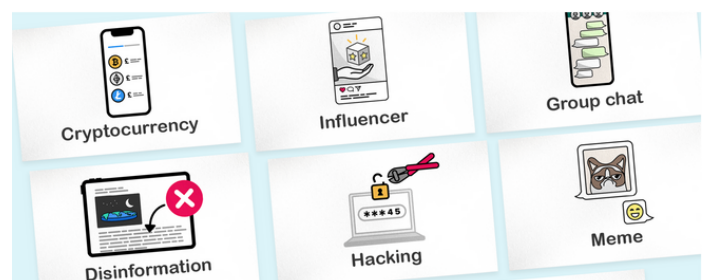 Cryptocurrency
Influencer
Group chat
Disinformation
***45
Hacking
Meme